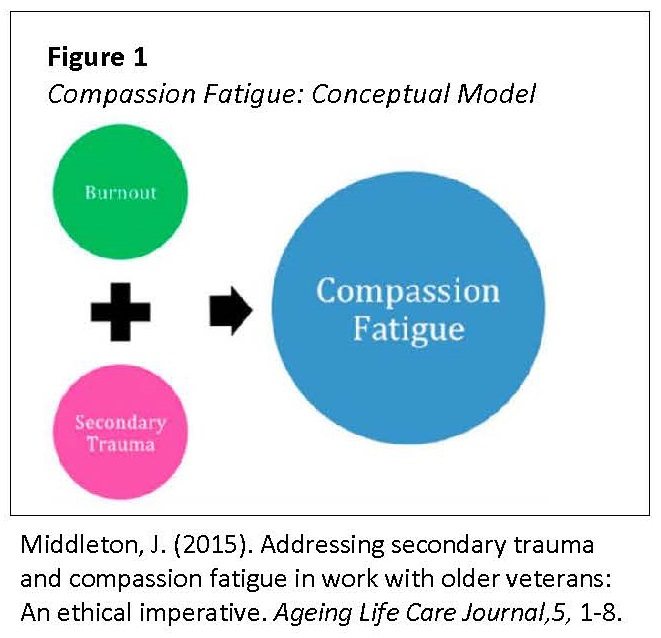 Figure 1
Compassion Fatigue: Conceptual Model
Burnout
Secondary
Trauma
Compassion
Fatigue
Middleton, J. (2015). Addressing secondary trauma
and compassion fatigue in work with older veterans:
An ethical imperative. Ageing Life Care Journal,5, 1-8.